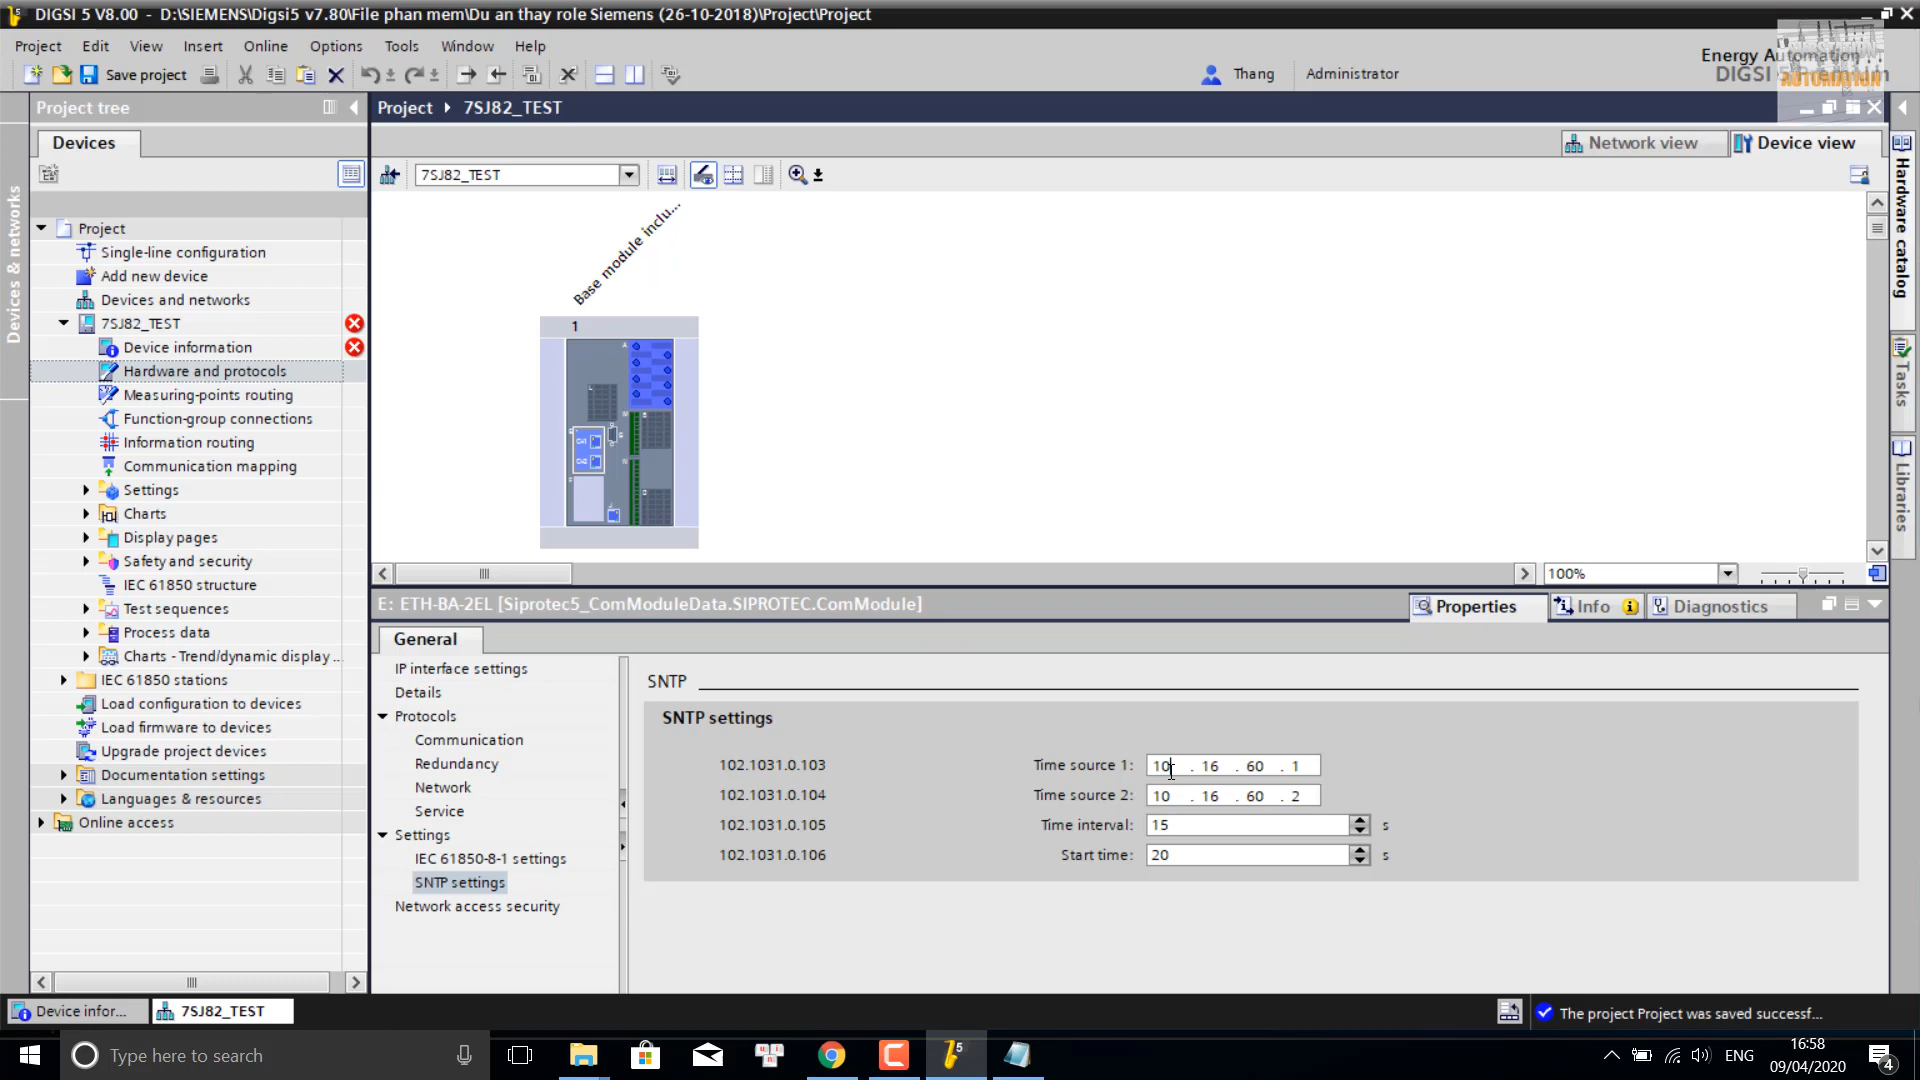 DIGSI 5 V8.00 - D:\SIEMENS\Digsi5 v7.80\File phan mem\Du an thay role Siemens (26-10-2018)\Project\Project
Project Edit View Insert Online Options Tools Window Help
Save project
Thang Administrator
Energy Automation
DIGSI 5 Premium
AUTOMATION
Project tree
Project 7SJ82_TEST
Devices
Network view Device view
7SJ82_TEST
Devices & networks
Project
Single-line configuration
Add new device
Devices and networks
7SJ82_TEST
Device information
Hardware and protocols
Measuring-points routing
Function-group connections
Information routing
Communication mapping
Settings
Charts
Display pages
Safety and security
IEC 61850 structure
Test sequences
Process data
Charts - Trend/dynamic display ...
IEC 61850 stations
Load configuration to devices
Load firmware to devices
Upgrade project devices
Documentation settings
Languages & resources
Online access
Base module inclu...
1
100%
Hardware catalog
Tasks
Libraries
E: ETH-BA-2EL [Siprotec5_ComModuleData.SIPROTEC.ComModule]
Properties Info Diagnostics
General
IP interface settings
Details
Protocols
Communication
Redundancy
Network
Service
Settings
IEC 61850-8-1 settings
SNTP settings
Network access security
SNTP
SNTP settings
102.1031.0.103 Time source 1: 10 . 16 . 60 . 1
102.1031.0.104 Time source 2: 10 . 16 . 60 . 2
102.1031.0.105 Time interval: 15 s
102.1031.0.106 Start time: 20 s
Device infor... 7SJ82_TEST
The project Project was saved successf...
Type here to search
ENG
16:58
09/04/2020
4